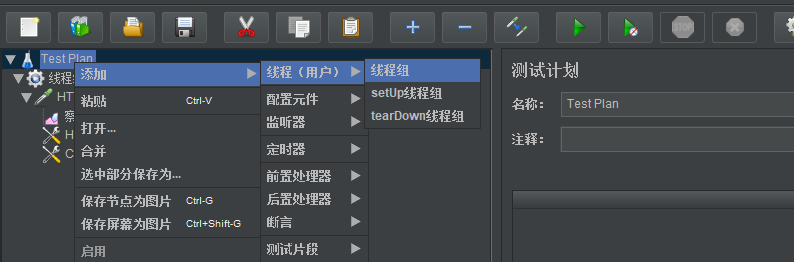 STOP
Test Plan
线程
HT
察
H
C
添加
粘贴 Ctrl-V
打开...
合并
选中部分保存为...
保存节点为图片 Ctrl-G
保存屏幕为图片 Ctrl+Shift-G
启用
线程（用户）
配置元件
监听器
定时器
前置处理器
后置处理器
断言
测试片段
线程组
setUp线程组
tearDown线程组
测试计划
名称： Test Plan
注释：